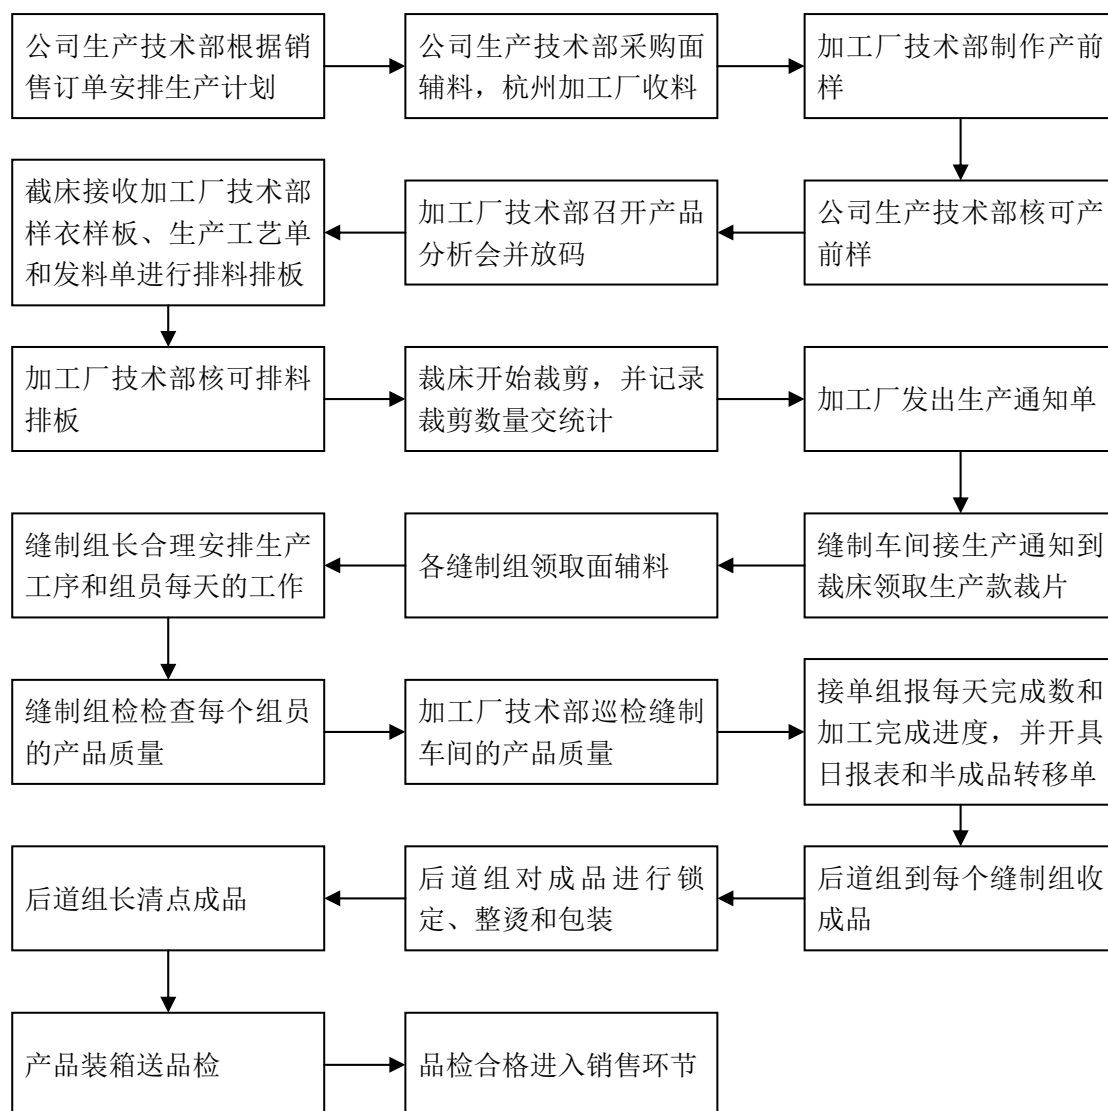 公司生产技术部根据销
售订单安排生产计划
公司生产技术部采购面
辅料，杭州加工厂收料
加工厂技术部制作产前
样
公司生产技术部核可产
前样
加工厂技术部召开产品
分析会并放码
截床接收加工厂技术部
样衣样板、生产工艺单
和发料单进行排料排板
加工厂技术部核可排料
排板
裁床开始裁剪，并记录
裁剪数量交统计
加工厂发出生产通知单
缝制车间接生产通知到
裁床领取生产款裁片
各缝制组领取面辅料
缝制组长合理安排生产
工序和组员每天的工作
缝制组检检查每个组员
的产品质量
加工厂技术部巡检缝制
车间的产品质量
接单组报每天完成数和
加工完成进度，并开具
日报表和半成品转移单
后道组到每个缝制组收
成品
后道组对成品进行锁
定、整烫和包装
后道组长清点成品
产品装箱送品检
品检合格进入销售环节